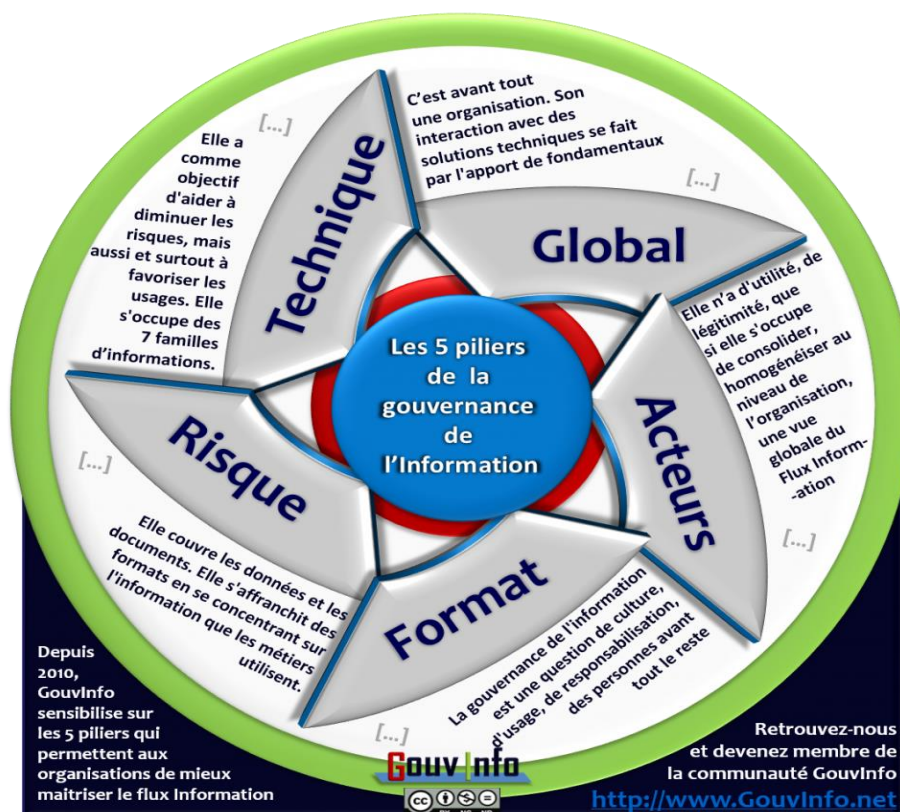 Technique
C'est avant tout
une organisation. Son
interaction avec des
solutions techniques se fait
par l'apport de fondamentaux
[...]
Global
Elle n'a d'utilité, de
légitimité, que
si elle s'occupe
de consolider,
homogénéiser au
niveau de
l'organisation,
une vue
globale du
Flux Inform-
-ation
[...]
Acteurs
La gouvernance de l'information
est une question de culture,
d'usage, de responsabilisation,
des personnes avant
tout le reste
[...]
Format
Elle couvre les données et les
documents. Elle s'affranchit des
formats en se concentrant sur
l'information que les métiers
utilisent.
[...]
Risque
Elle a
comme
objectif
d'aider à
diminuer les
risques, mais
aussi et surtout à
favoriser les
usages. Elle
s'occupe des
7 familles
d'informations.
[...]
Les 5 piliers
de la
gouvernance
de
l'Information
Depuis
2010,
GouvInfo
sensibilise sur
les 5 piliers qui
permettent aux
organisations de mieux
maitriser le flux Information
GouvInfo
cc
BY NC ND
Retrouvez-nous
et devenez membre de
la communauté GouvInfo
http://www.GouvInfo.net